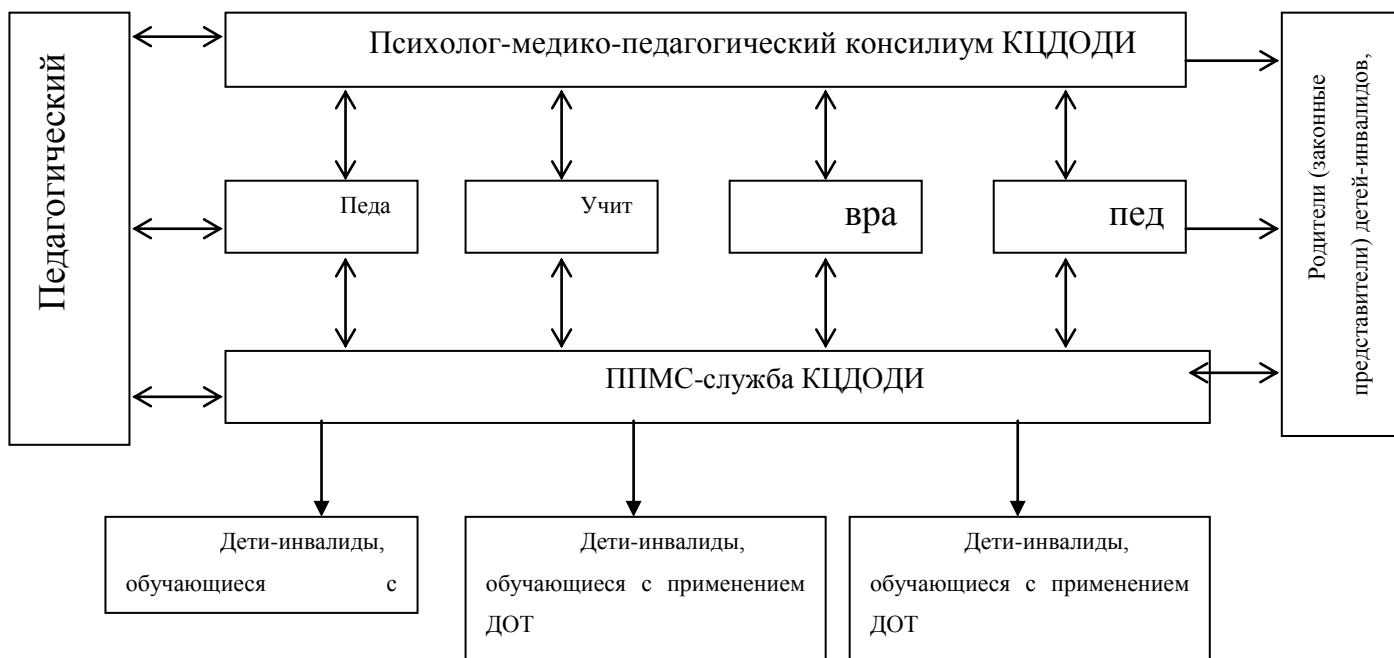 Педагогический
Психолог-медико-педагогический консилиум КЦДОДИ
Родители (законные
представители) детей-инвалидов,
Педа
Учит
вра
пед
ППМС-служба КЦДОДИ
Дети-инвалиды,
обучающиеся с
Дети-инвалиды,
обучающиеся с применением
ДОТ
Дети-инвалиды,
обучающиеся с применением
ДОТ